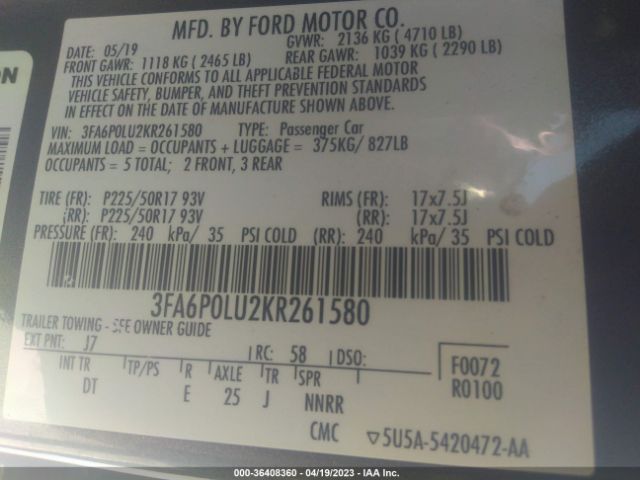 MFD. BY FORD MOTOR CO.
DATE: 05/19 GVWR: 2136 KG ( 4710 LB)
FRONT GAWR: 1118 KG ( 2465 LB) REAR GAWR: 1039 KG ( 2290 LB)
THIS VEHICLE CONFORMS TO ALL APPLICABLE FEDERAL MOTOR
VEHICLE SAFETY, BUMPER, AND THEFT PREVENTION STANDARDS
IN EFFECT ON THE DATE OF MANUFACTURE SHOWN ABOVE.
VIN: 3FA6P0LU2KR261580 TYPE: Passenger Car
MAXIMUM LOAD = OCCUPANTS + LUGGAGE = 375KG/ 827LB
OCCUPANTS = 5 TOTAL; 2 FRONT, 3 REAR
TIRE (FR): P225/50R17 93V RIMS (FR): 17x7.5J
(RR): P225/50R17 93V (RR): 17x7.5J
PRESSURE (FR): 240 kPa/ 35 PSI COLD (RR): 240 kPa/ 35 PSI COLD
3FA6P0LU2KR261580
TRAILER TOWING - SEE OWNER GUIDE
EXT PNT: J7 RC: 58 DSO: F0072
INT TR TP/PS R AXLE TR SPR R0100
DT E 25 J NNRR
CMC ▽5U5A-5420472-AA
ON
000-36408360 - 04/19/2023 - IAA Inc.